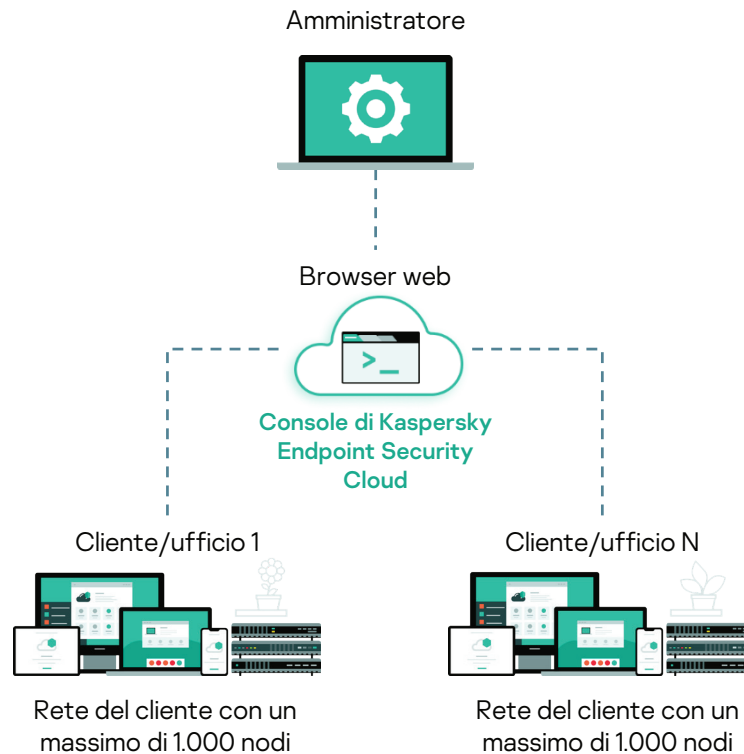 Amministratore
Browser web
>_
Console di Kaspersky
Endpoint Security
Cloud
Cliente/ufficio 1
Cliente/ufficio N
Rete del cliente con un
massimo di 1.000 nodi
Rete del cliente con un
massimo di 1.000 nodi